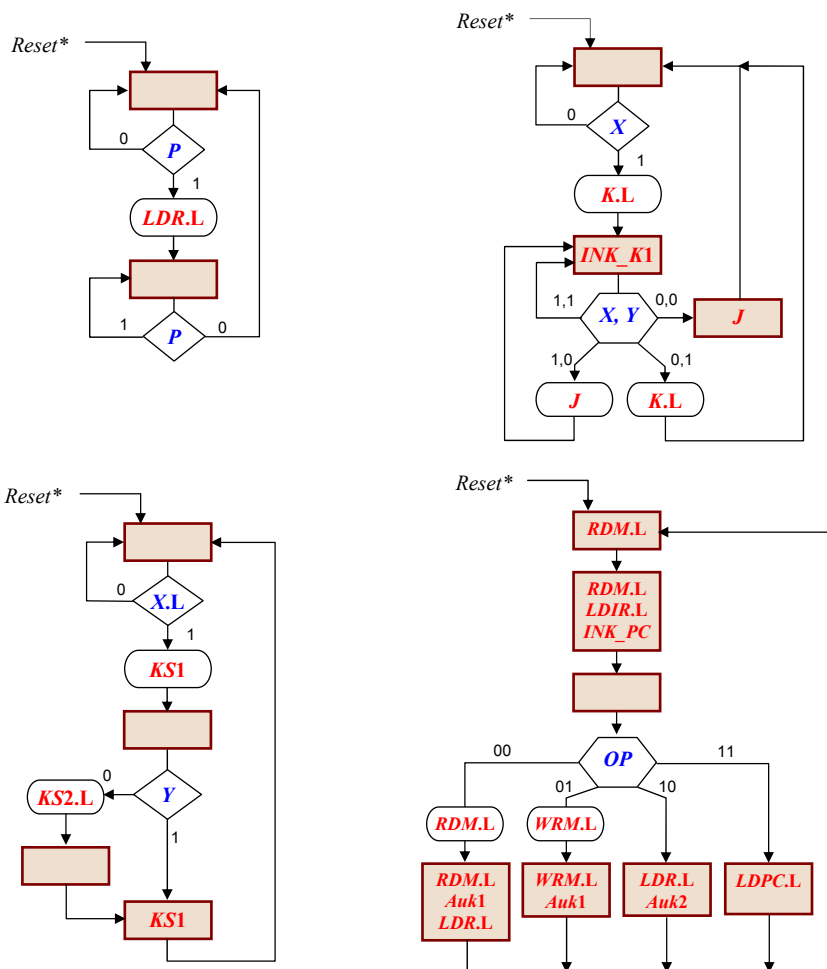 Reset*
0
P
1
LDR.L
1
P
0
Reset*
0
X
1
K.L
INK_K1
1,1
X, Y
0,0
J
1,0
0,1
J
K.L
Reset*
0
X.L
1
KS1
0
Y
KS2.L
1
KS1
Reset*
RDM.L
RDM.L
LDIR.L
INK_PC
00
OP
11
01
10
RDM.L
WRM.L
RDM.L
Auk1
LDR.L
WRM.L
Auk1
LDR.L
Auk2
LDPC.L